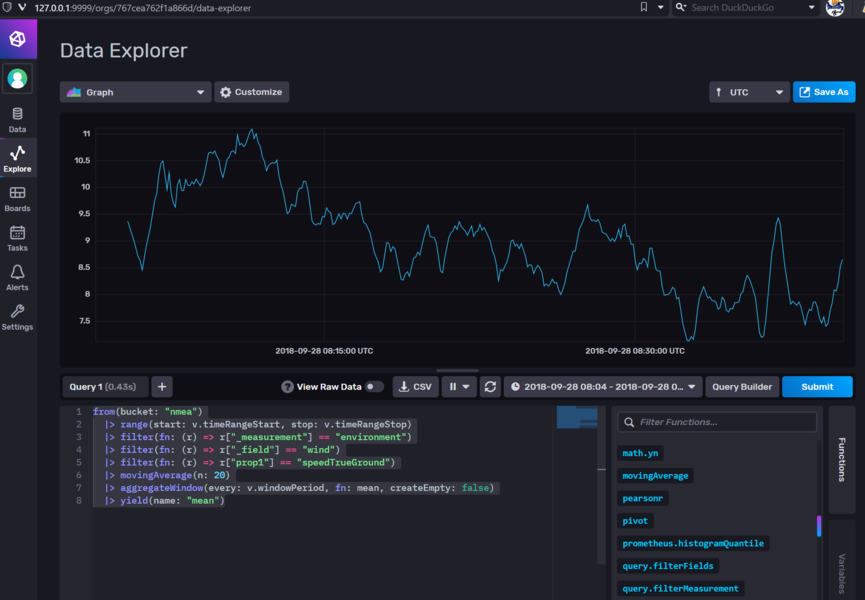 127.0.0.1:9999/orgs/767cea762f1a866d/data-explorer
Search DuckDuckGo
Data Explorer
Graph
Customize
UTC
Save As
Data
Explore
Boards
Tasks
Alerts
Settings
11
10.5
10
9.5
9
8.5
8
7.5
2018-09-28 08:15:00 UTC
2018-09-28 08:30:00 UTC
Query 1 (0.43s)
+
View Raw Data
CSV
2018-09-28 08:04 - 2018-09-28 0...
Query Builder
Submit
1 from(bucket: "nmea")
2 |> range(start: v.timeRangeStart, stop: v.timeRangeStop)
3 |> filter(fn: (r) => r["_measurement"] == "environment")
4 |> filter(fn: (r) => r["_field"] == "wind")
5 |> filter(fn: (r) => r["prop1"] == "speedTrueGround")
6 |> movingAverage(n: 20)
7 |> aggregateWindow(every: v.windowPeriod, fn: mean, createEmpty: false)
8 |> yield(name: "mean")
Filter Functions...
math.yn
movingAverage
pearsonr
pivot
prometheus.histogramQuantile
query.filterFields
query.filterMeasurement
Functions
Variables